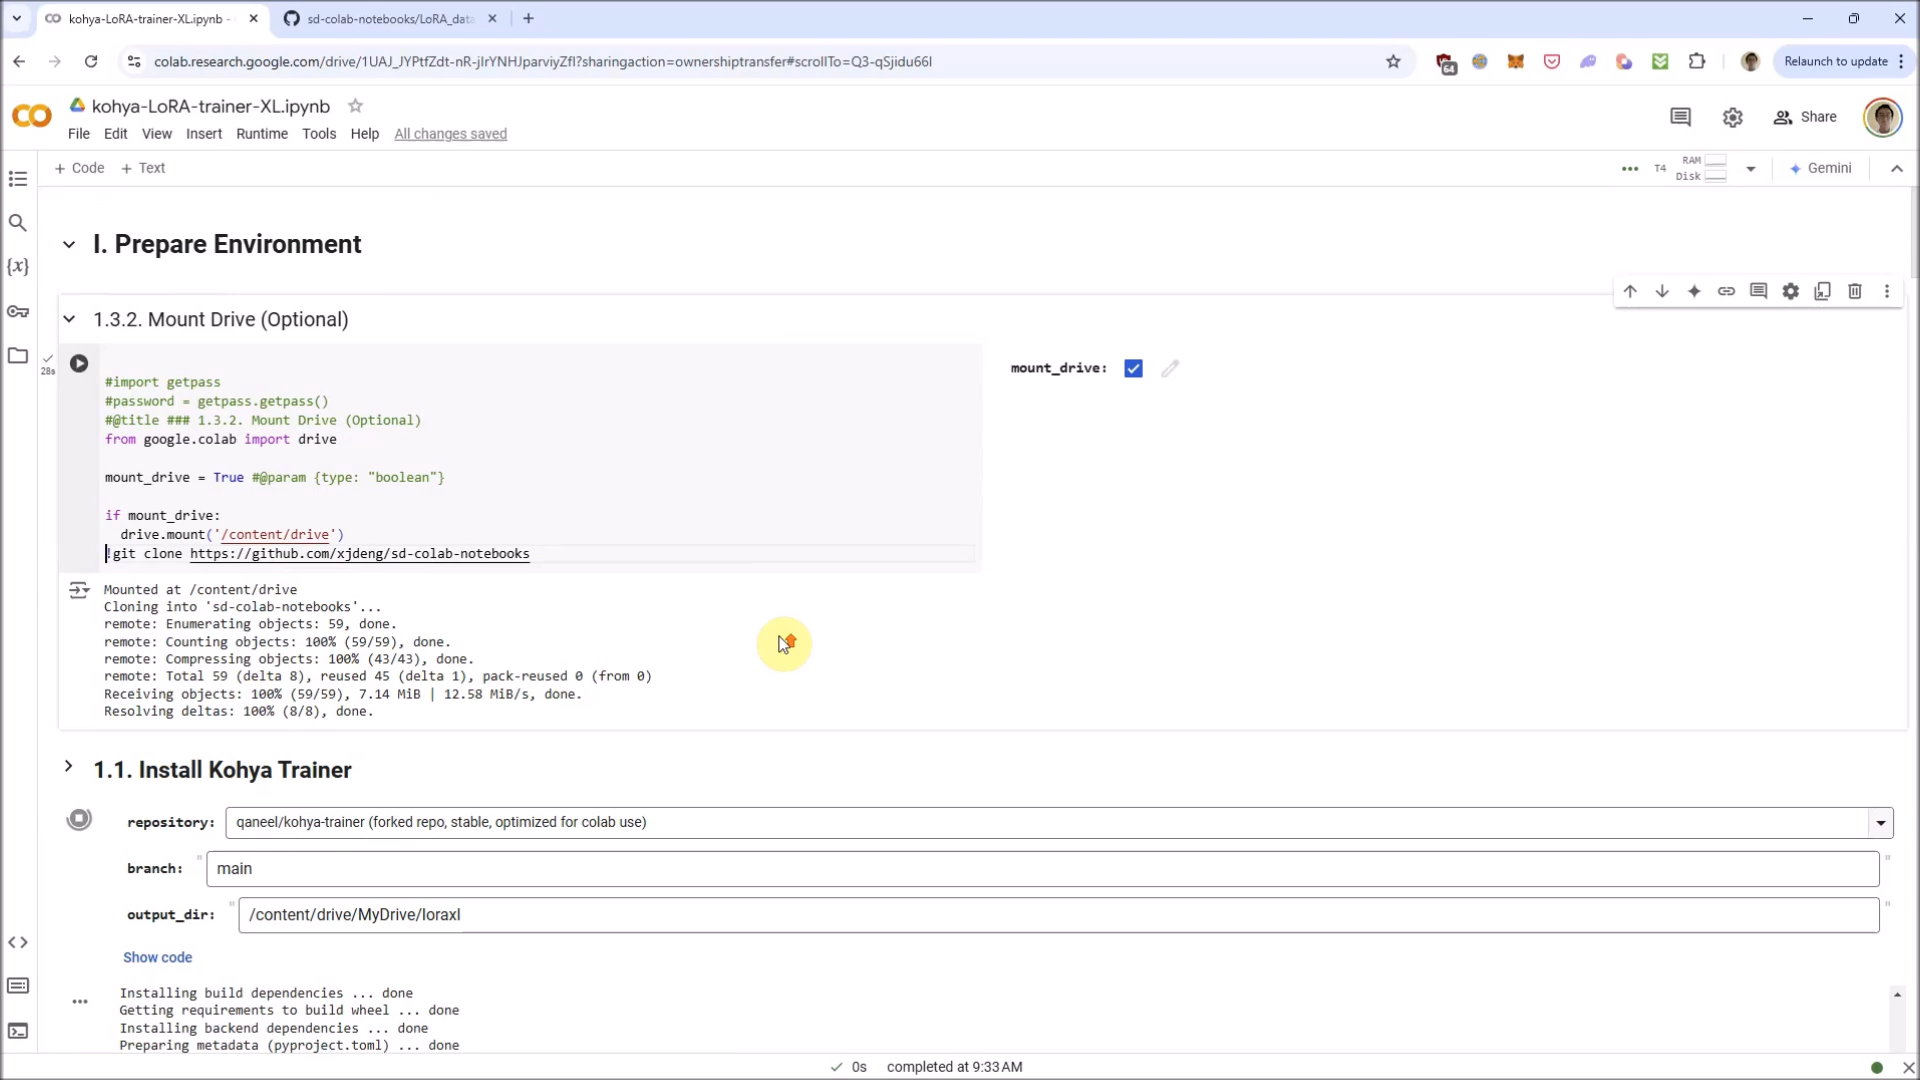 kohya-LoRA-trainer-XL.ipynb -
sd-colab-notebooks/LoRA_data
colab.research.google.com/drive/1UAJ_JYPtfZdt-nR-jlrYNHJparviyZfl?sharingaction=ownershiptransfer#scrollTo=Q3-qSjidu66l
64
Relaunch to update
kohya-LoRA-trainer-XL.ipynb
File Edit View Insert Runtime Tools Help All changes saved
Share
+ Code + Text
T4
RAM
Disk
Gemini
I. Prepare Environment
1.3.2. Mount Drive (Optional)
28s
#import getpass
#password = getpass.getpass()
#@title ### 1.3.2. Mount Drive (Optional)
from google.colab import drive
mount_drive = True #@param {type: "boolean"}
if mount_drive:
drive.mount('/content/drive')
!git clone https://github.com/xjdeng/sd-colab-notebooks
mount_drive:
Mounted at /content/drive
Cloning into 'sd-colab-notebooks'...
remote: Enumerating objects: 59, done.
remote: Counting objects: 100% (59/59), done.
remote: Compressing objects: 100% (43/43), done.
remote: Total 59 (delta 8), reused 45 (delta 1), pack-reused 0 (from 0)
Receiving objects: 100% (59/59), 7.14 MiB | 12.58 MiB/s, done.
Resolving deltas: 100% (8/8), done.
1.1. Install Kohya Trainer
repository: qaneel/kohya-trainer (forked repo, stable, optimized for colab use)
branch: " main "
output_dir: " /content/drive/MyDrive/loraxl "
Show code
Installing build dependencies ... done
Getting requirements to build wheel ... done
Installing backend dependencies ... done
Preparing metadata (pyproject.toml) ... done
0s completed at 9:33 AM